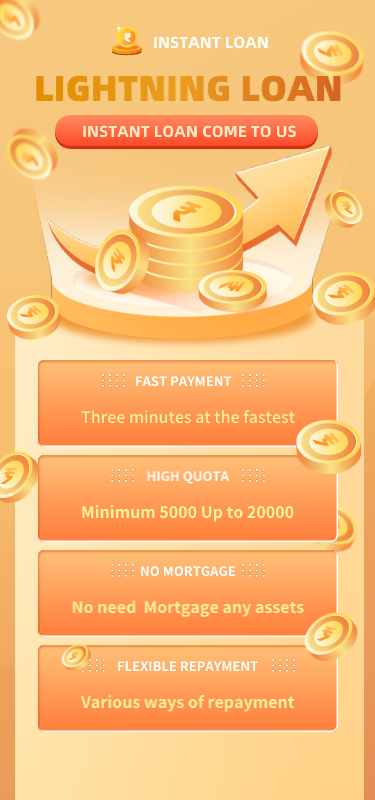 INSTANT LOAN
LIGHTNING LOAN
INSTANT LOAN COME TO US
FAST PAYMENT
Three minutes at the fastest
HIGH QUOTA
Minimum 5000 Up to 20000
NO MORTGAGE
No need  Mortgage any assets
FLEXIBLE REPAYMENT
Various ways of repayment